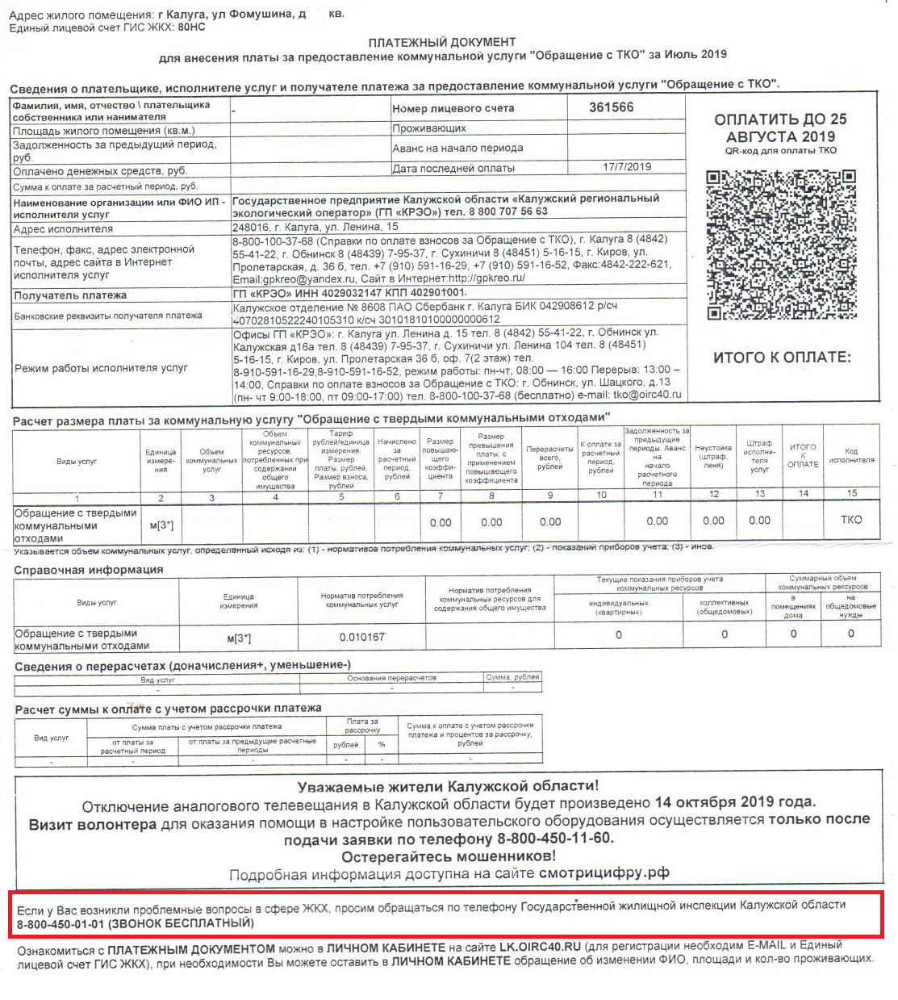 Адрес жилого помещения: г Калуга, ул Фомушина, д кв.
Единый лицевой счет ГИС ЖКХ: 80НС
ПЛАТЕЖНЫЙ ДОКУМЕНТ
для внесения платы за предоставление коммунальной услуги "Обращение с ТКО" за Июль 2019
Сведения о плательщике, исполнителе услуг и получателе платежа за предоставление коммунальной услуги "Обращение с ТКО".
Фамилия, имя, отчество \ плательщика
собственника или нанимателя
-
Номер лицевого счета
361566
Площадь жилого помещения (кв.м.)
Проживающих
Задолженность за предыдущий период,
руб.
Аванс на начало периода
Оплачено денежных средств, руб.
Дата последней оплаты
17/7/2019
Сумма к оплате за расчетный период, руб.
Наименование организации или ФИО ИП -
исполнителя услуг
Государственное предприятие Калужской области «Калужский региональный
экологический оператор» (ГП «КРЭО») тел. 8 800 707 56 63
Адрес исполнителя
248016, г. Калуга, ул. Ленина, 15
Телефон, факс, адрес электронной
почты, адрес сайта в Интернет
исполнителя услуг
8-800-100-37-68 (Справки по оплате взносов за Обращение с ТКО), г. Калуга 8 (4842)
55-41-22, г. Обнинск 8 (48439) 7-95-37, г. Сухиничи 8 (48451) 5-16-15, г. Киров, ул.
Пролетарская, д. 36 б, тел. +7 (910) 591-16-29, +7 (910) 591-16-52, Факс:4842-222-621,
Email:gpkreo@yandex.ru, Сайт в Интернет:http://gpkreo.ru/
Получатель платежа
ГП «КРЭО» ИНН 4029032147 КПП 402901001.
Банковские реквизиты получателя платежа
Калужское отделение № 8608 ПАО Сбербанк г. Калуга БИК 042908612 р/сч
40702810522240105310 к/сч 30101810100000000612
Режим работы исполнителя услуг
Офисы ГП «КРЭО»: г. Калуга ул. Ленина д. 15 тел. 8 (4842) 55-41-22, г. Обнинск ул.
Калужская д16а тел. 8 (48439) 7-95-37, г. Сухиничи ул. Ленина 104 тел. 8 (48451)
5-16-15, г. Киров, ул. Пролетарская 36 б, оф. 7(2 этаж) тел.
8-910-591-16-29,8-910-591-16-52, режим работы: пн-чт, 08:00 — 16:00 Перерыв: 13:00 –
14:00, Справки по оплате взносов за Обращение с ТКО: г. Обнинск, ул. Шацкого, д.13
(пн- чт 9:00-18:00, пт 09:00-17:00) тел. 8-800-100-37-68 (бесплатно) e-mail: tko@oirc40.ru
ОПЛАТИТЬ ДО 25
АВГУСТА 2019
QR-код для оплаты ТКО
ИТОГО К ОПЛАТЕ:
Расчет размера платы за коммунальную услугу "Обращение с твердыми коммунальными отходами"
Виды услуг
Единица
измере-
ния
Объем
коммунальных
услуг
Объем
коммунальных
ресурсов,
потребленных при
содержании
общего
имущества
Тариф
рублей/единица
измерения,
Размер
платы, рублей,
Размер взноса,
рублей
Начислено
за
расчетный
период,
рублей
Размер
повышаю-
щего
коэффи-
циента
Размер
превышения
платы, с
применением
повышающего
коэффициента
Перерасчеты
всего,
рублей
К оплате за
расчетный
период,
рублей
Задолженность за
предыдущие
периоды, Аванс
на
начало
расчетного
периода
Неустойка
(штраф,
пеня)
Штраф
исполни-
теля
услуг
ИТОГО
К
ОПЛАТЕ
Код
исполнителя
1 2 3 4 5 6 7 8 9 10 11 12 13 14 15
Обращение с твердыми
коммунальными
отходами
м[3*] 0.00 0.00 0.00 0.00 0.00 0.00 ТКО
Указывается объем коммунальных услуг, определенный исходя из: (1) - нормативов потребления коммунальных услуг; (2) - показаний приборов учета; (3) - иное.
Справочная информация
Виды услуг
Единица
измерения
Норматив потребления
коммунальных услуг
Норматив потребления
коммунальных ресурсов для
содержания общего имущества
Текущие показания приборов учета
коммунальных ресурсов
индивидуальных
(квартирных)
коллективных
(общедомовых)
Суммарный объем
коммунальных рексурсов
в
помещениях
дома
на
общедомовые
нужды
Обращение с твердыми
коммунальными отходами
м[3*] 0.010167 0 0 0 0
Сведения о перерасчетах (доначисления+, уменьшение-)
Вид услуг Основания перерасчетов Сумма, рублей
- - -
Расчет суммы к оплате с учетом рассрочки платежа
Вид услуг
Сумма платы с учетом рассрочки платежа
от платы за
расчетный период
от платы за предыдущие расчетные
периоды
Плата за
рассрочку
рублей %
Сумма к оплате с учетом рассрочки
платежа и процентов за рассрочку,
рублей
- - - - - -
Уважаемые жители Калужской области!
Отключение аналогового телевещания в Калужской области будет произведено 14 октября 2019 года.
Визит волонтера для оказания помощи в настройке пользовательского оборудования осуществляется только после
подачи заявки по телефону 8-800-450-11-60.
Остерегайтесь мошенников!
Подробная информация доступна на сайте смотрицифру.рф
Если у Вас возникли проблемные вопросы в сфере ЖКХ, просим обращаться по телефону Государственной жилищной инспекции Калужской области
8-800-450-01-01 (ЗВОНОК БЕСПЛАТНЫЙ)
Ознакомиться с ПЛАТЕЖНЫМ ДОКУМЕНТОМ можно в ЛИЧНОМ КАБИНЕТЕ на сайте LK.OIRC40.RU (для регистрации необходим E-MAIL и Единый
лицевой счет ГИС ЖКХ), при необходимости Вы можете оставить в ЛИЧНОМ КАБИНЕТЕ обращение об изменении ФИО, площади и кол-во проживающих.